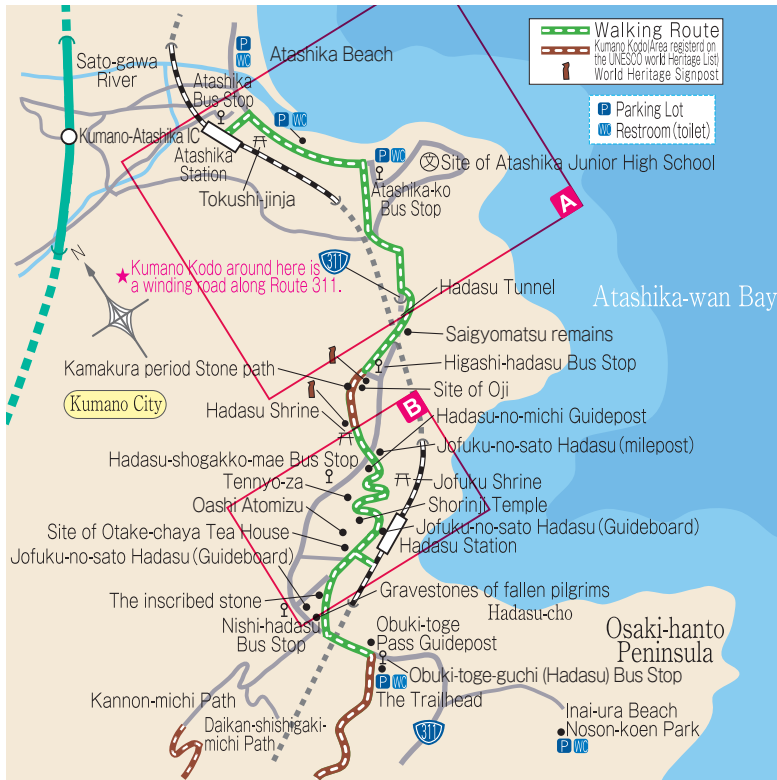 Walking Route
Kumano Kodo(Area registerd on
the UNESCO world Heritage List)
World Heritage Signpost
P Parking Lot
WC Restroom (toilet)
P
WC
Atashika Beach
Sato-gawa
River
Atashika
Bus Stop
P WC
Kumano-Atashika IC
Atashika
Station
Tokushi-jinja
P WC
文 Site of Atashika Junior High School
Atashika-ko
Bus Stop
A
N
311
★Kumano Kodo around here is
a winding road along Route 311.
Hadasu Tunnel
Atashika-wan Bay
Saigyomatsu remains
Higashi-hadasu Bus Stop
Kamakura period Stone path
Site of Oji
Kumano City
Hadasu Shrine
B
Hadasu-no-michi Guidepost
Jofuku-no-sato Hadasu (milepost)
Hadasu-shogakko-mae Bus Stop
Tennyo-za
Jofuku Shrine
Oashi Atomizu
Shorinji Temple
Site of Otake-chaya Tea House
Jofuku-no-sato Hadasu (Guideboard)
Hadasu Station
Jofuku-no-sato Hadasu (Guideboard)
Gravestones of fallen pilgrims
The inscribed stone
Hadasu-cho
Nishi-hadasu
Bus Stop
Obuki-toge
Pass Guidepost
Osaki-hanto
Peninsula
Obuki-toge-guchi (Hadasu) Bus Stop
P WC
The Trailhead
Kannon-michi Path
Daikan-shishigaki-
michi Path
311
Inai-ura Beach
Noson-koen Park
P WC